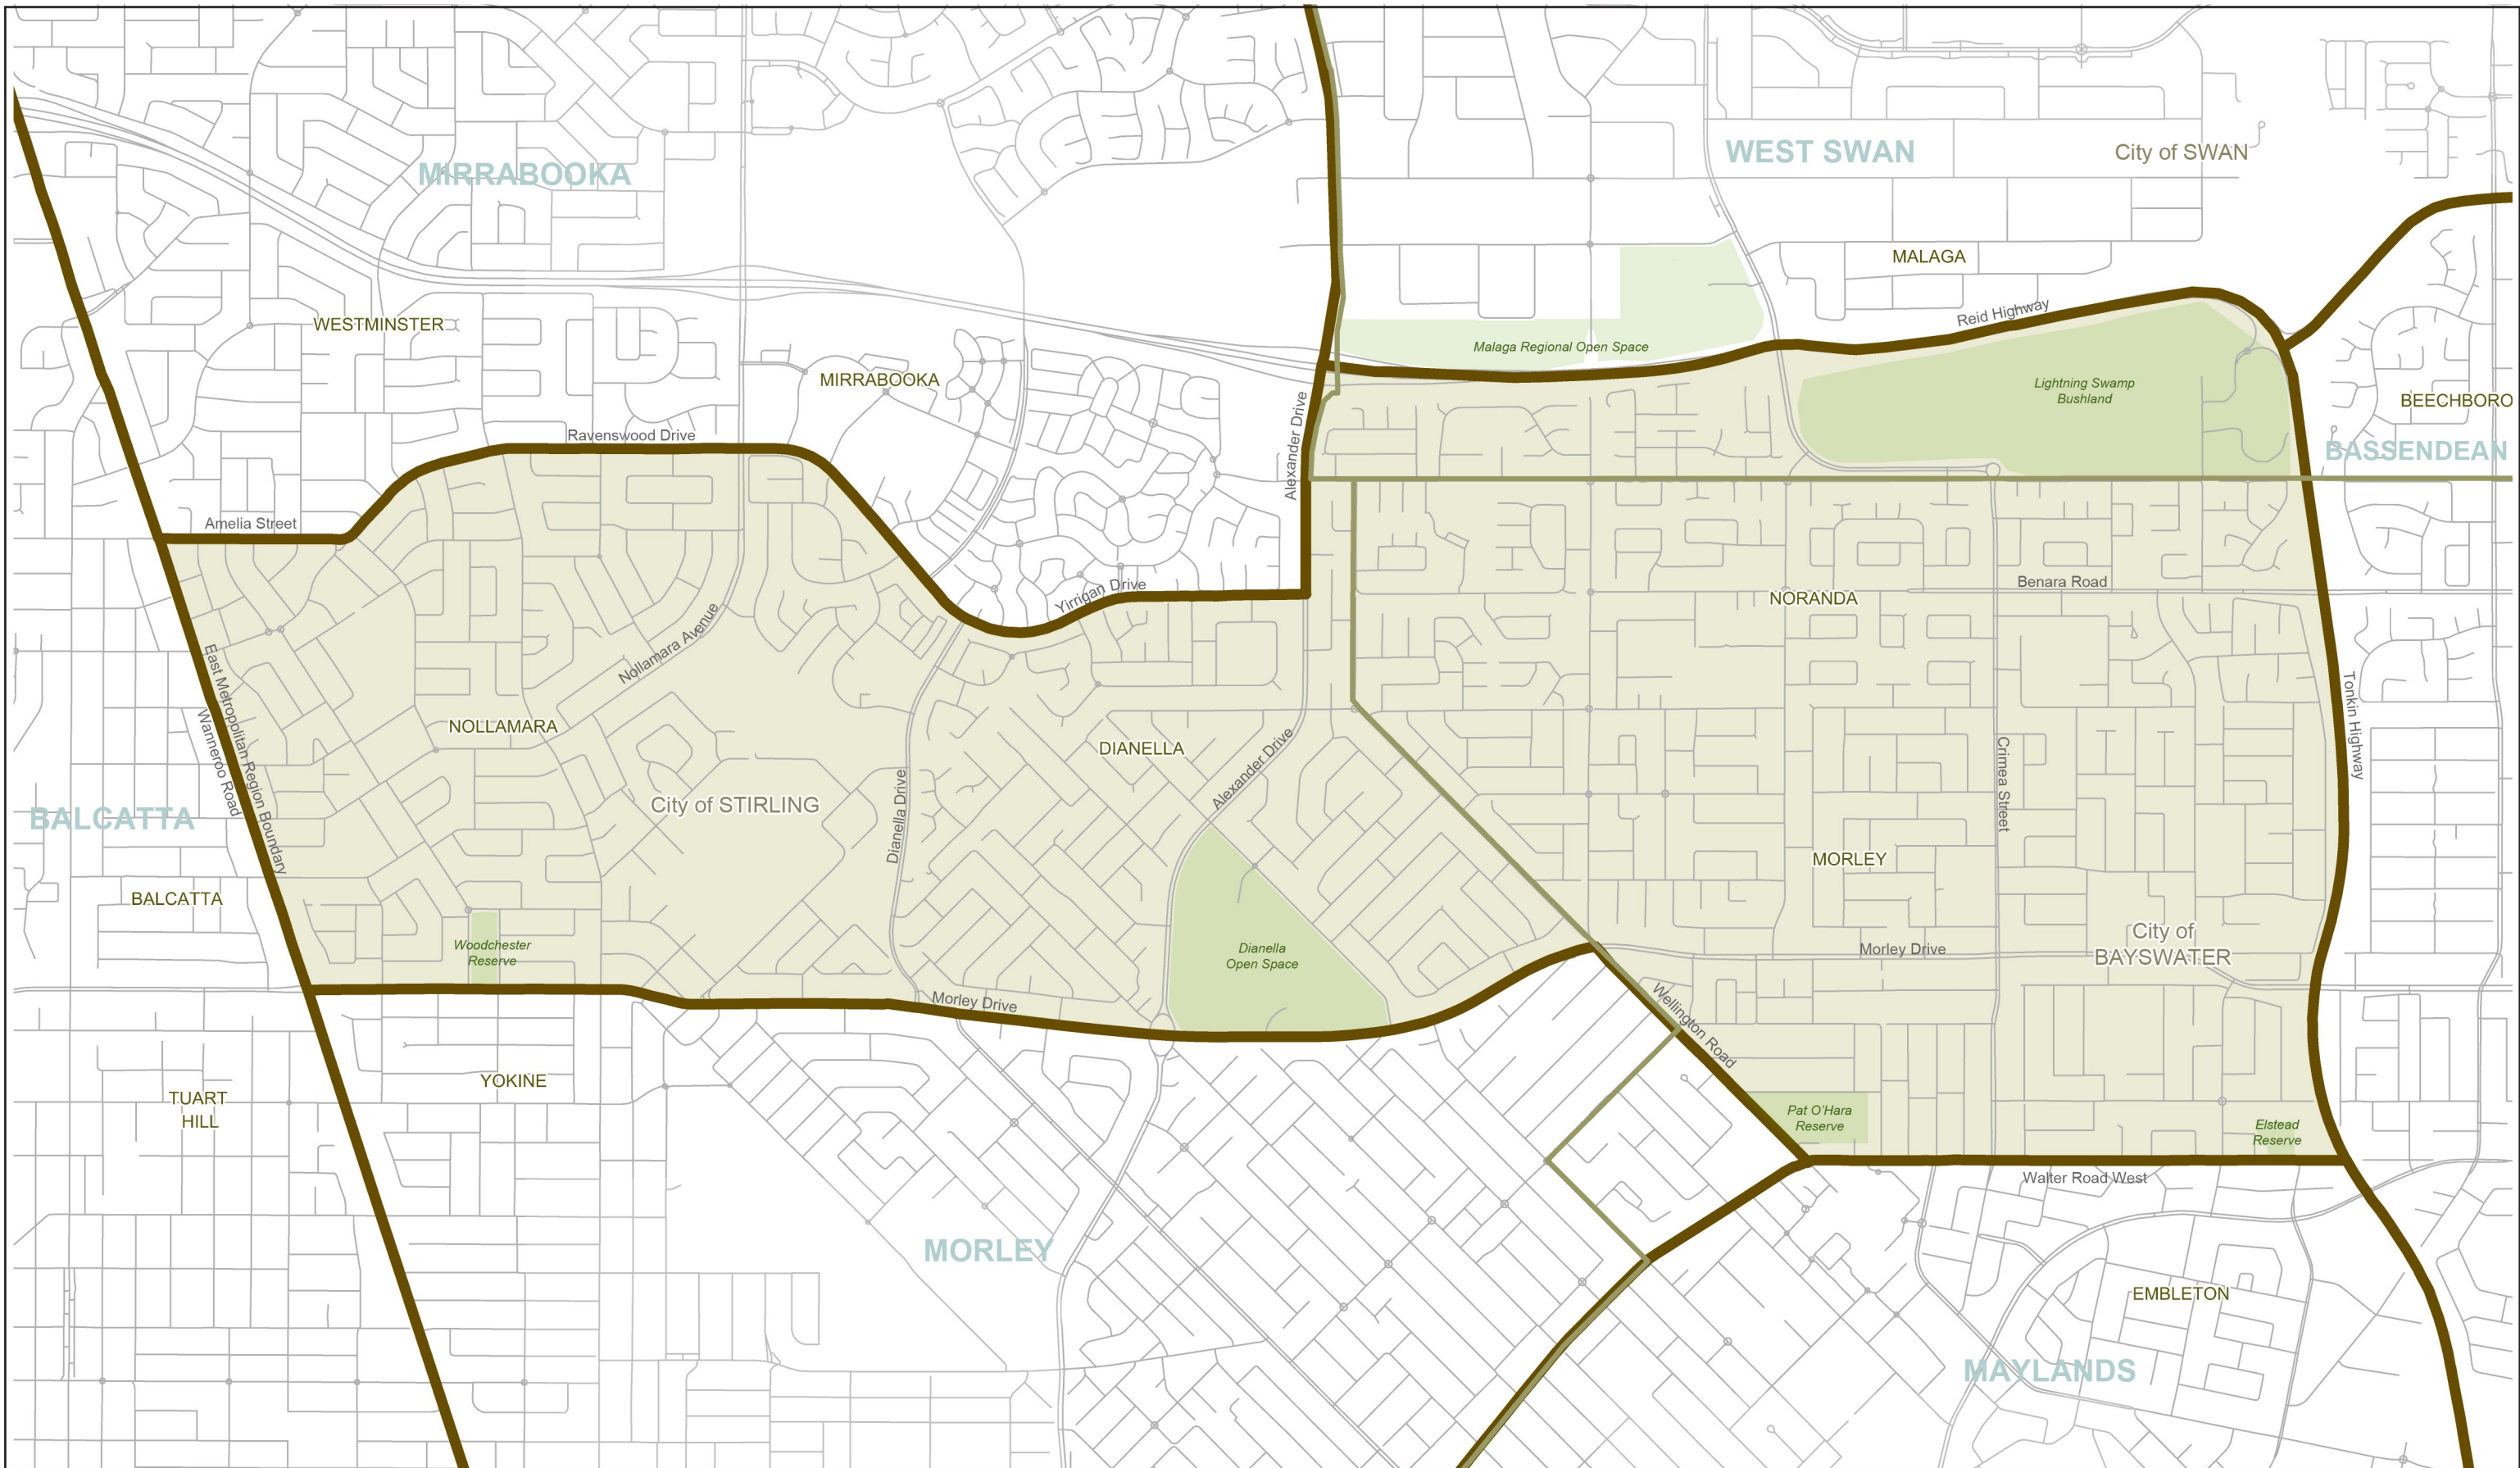 MIRRABOOKA
WEST SWAN
City of SWAN
MALAGA
Reid Highway
WESTMINSTER
Malaga Regional Open Space
MIRRABOOKA
Lightning Swamp
Bushland
BEECHBORO
Ravenswood Drive
Alexander Drive
BASSENDEAN
Amelia Street
Yirrigan Drive
Benara Road
NORANDA
Nollamara Avenue
East Metropolitan Region Boundary
Wanneroo Road
NOLLAMARA
DIANELLA
Alexander Drive
Tonkin Highway
Crimea Street
City of STIRLING
Dianella Drive
BALCATTA
MORLEY
BALCATTA
Woodchester
Reserve
Dianella
Open Space
Morley Drive
City of
BAYSWATER
Morley Drive
Wellington Road
YOKINE
TUART
HILL
Pat O'Hara
Reserve
Elstead
Reserve
Walter Road West
MORLEY
EMBLETON
MAYLANDS